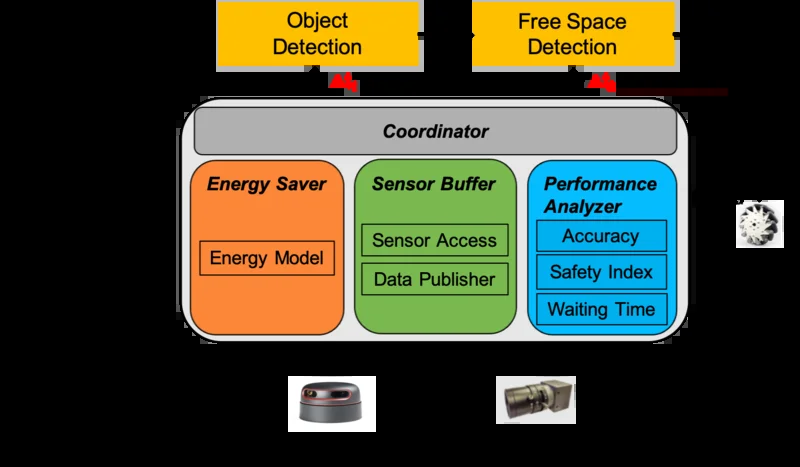 Object
Detection
Free Space
Detection
Coordinator
Energy Saver
Energy Model
Sensor Buffer
Sensor Access
Data Publisher
Performance
Analyzer
Accuracy
Safety Index
Waiting Time